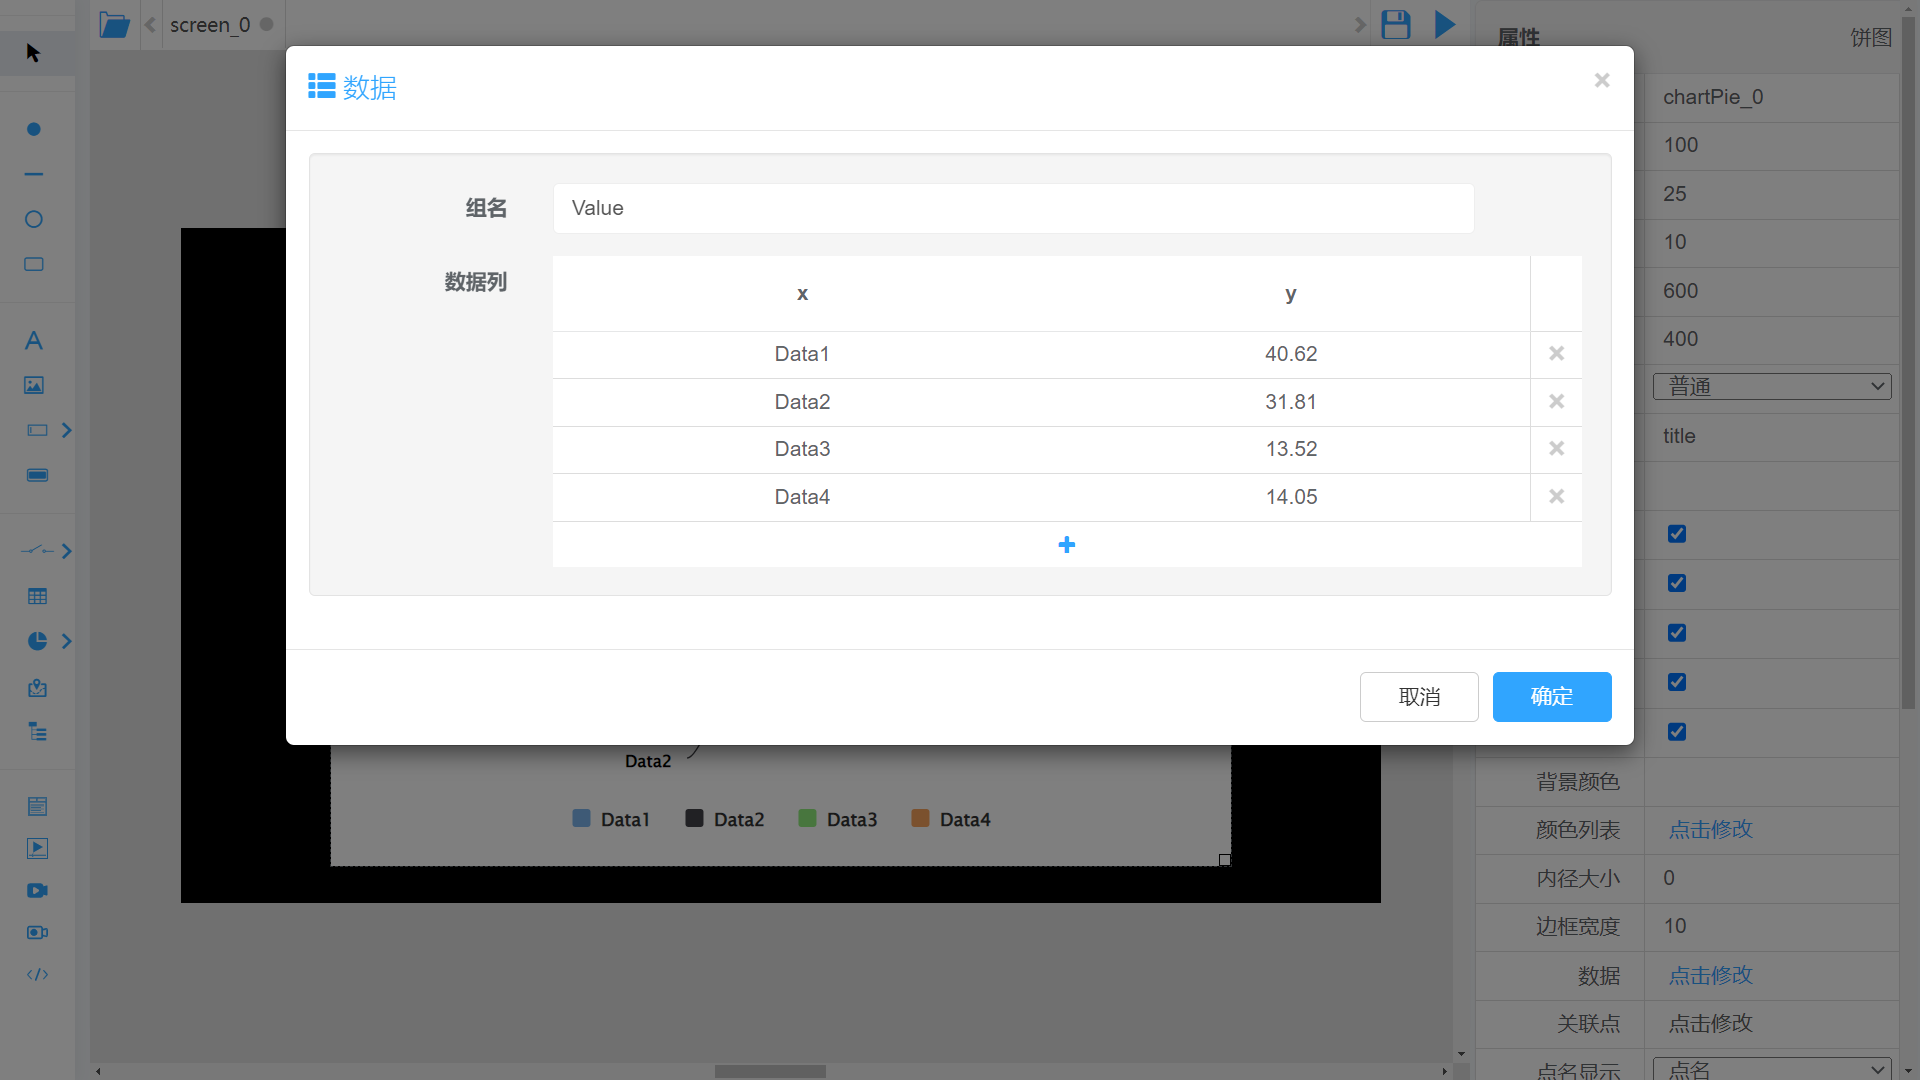 screen_0
属性
饼图
数据
×
组名
Value
数据列
x
y
Data1
40.62
Data2
31.81
Data3
13.52
Data4
14.05
取消
确定
Data2
Data1
Data2
Data3
Data4
chartPie_0
100
25
10
600
400
普通
title
背景颜色
颜色列表
点击修改
内径大小
0
边框宽度
10
数据
点击修改
关联点
点击修改
点名显示
点名